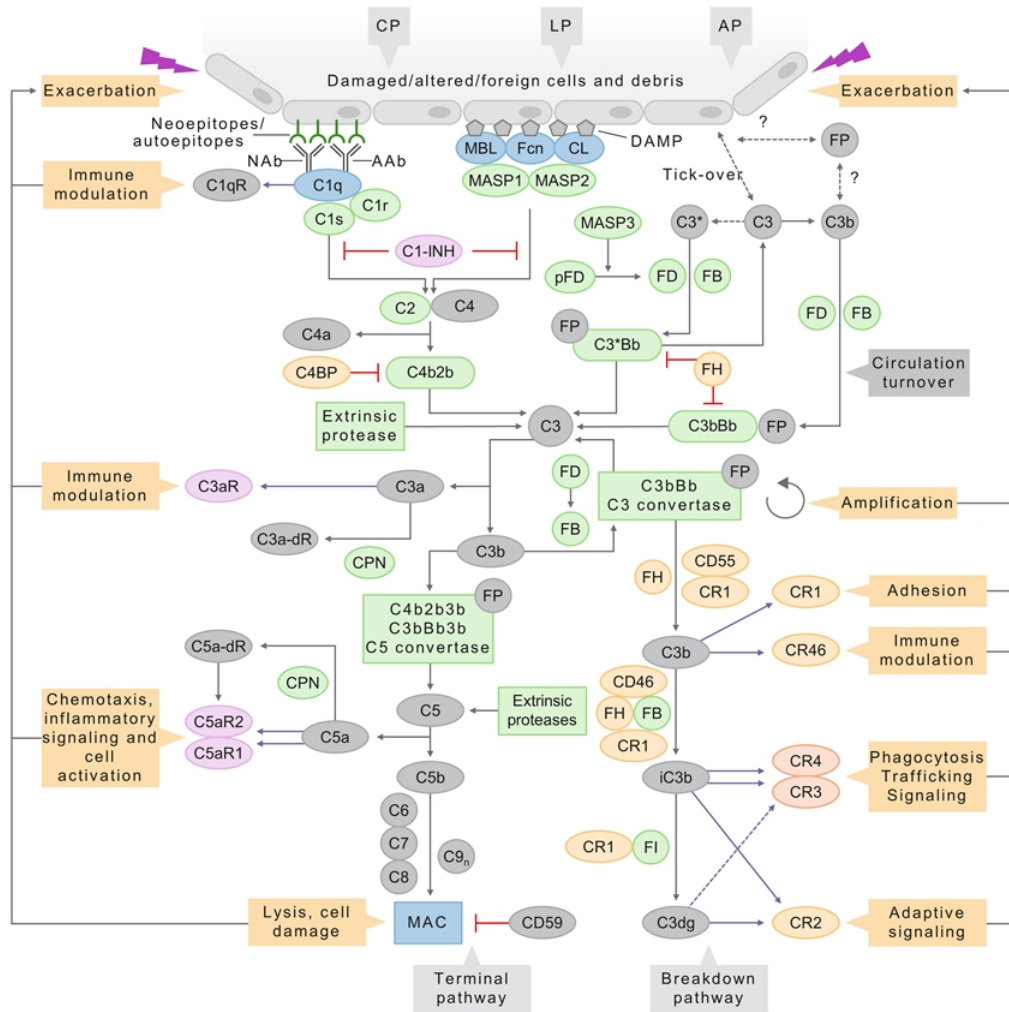 CP
LP
AP
Damaged/altered/foreign cells and debris
Exacerbation
Exacerbation
Neoepitopes/
autoepitopes
NAb
AAb
MBL
Fcn
CL
DAMP
MASP1
MASP2
?
FP
?
Tick-over
Immune
modulation
C1qR
C1q
C1s
C1r
C1-INH
MASP3
pFD
FD
FB
C3*
C3
C3b
FD
FB
C2
C4
C4a
C4BP
C4b2b
FP
C3*Bb
FH
Circulation
turnover
Extrinsic
protease
C3
C3bBb
FP
Immune
modulation
C3aR
C3a
C3a-dR
CPN
C3b
FD
FB
C3bBb
C3 convertase
FP
Amplification
FH
CD55
CR1
CR1
Adhesion
C4b2b3b
C3bBb3b
C5 convertase
FP
C3b
CR46
Immune
modulation
C5a-dR
CPN
Chemotaxis,
inflammatory
signaling and
cell
activation
C5aR2
C5aR1
C5a
C5
Extrinsic
proteases
CD46
FH
FB
CR1
C5b
iC3b
CR4
CR3
Phagocytosis
Trafficking
Signaling
C6
C7
C8
C9n
CR1
FI
Lysis, cell
damage
MAC
CD59
C3dg
CR2
Adaptive
signaling
Terminal
pathway
Breakdown
pathway